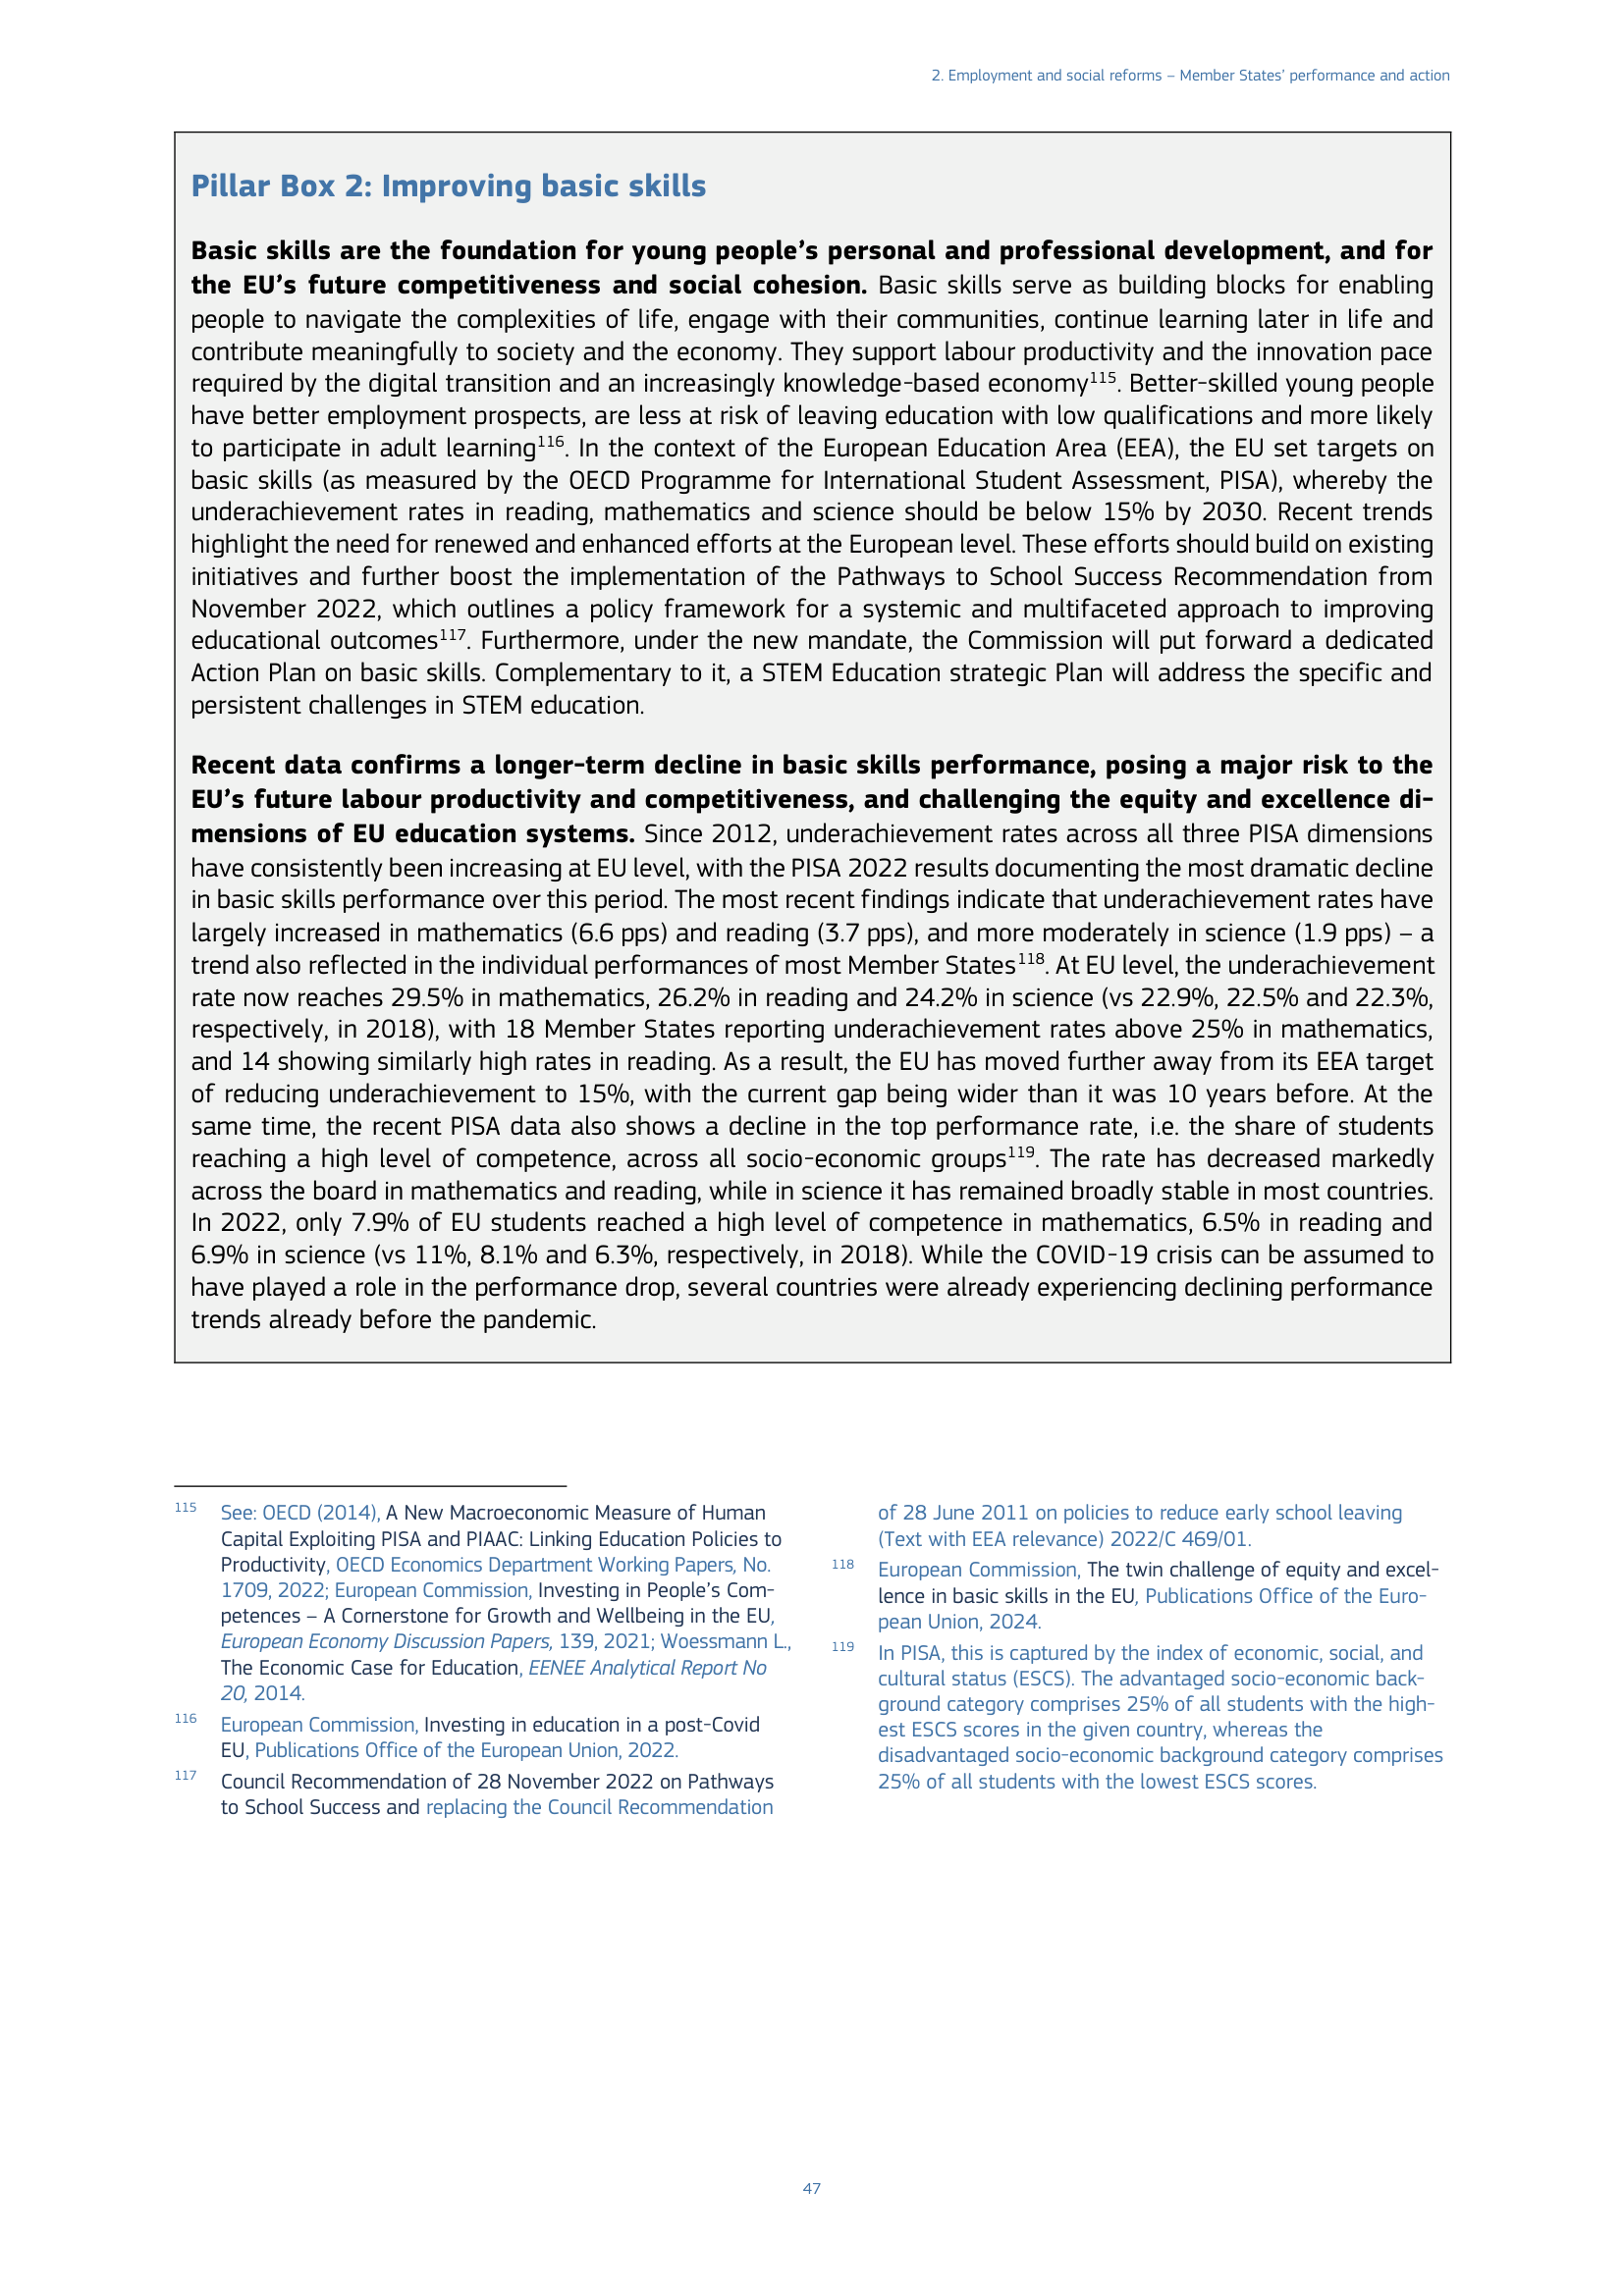 2. Employment and social reforms – Member States’ performance and action
Pillar Box 2: Improving basic skills
Basic skills are the foundation for young people’s personal and professional development, and for
the EU’s future competitiveness and social cohesion. Basic skills serve as building blocks for enabling
people to navigate the complexities of life, engage with their communities, continue learning later in life and
contribute meaningfully to society and the economy. They support labour productivity and the innovation pace
required by the digital transition and an increasingly knowledge-based economy115. Better-skilled young people
have better employment prospects, are less at risk of leaving education with low qualifications and more likely
to participate in adult learning116. In the context of the European Education Area (EEA), the EU set targets on
basic skills (as measured by the OECD Programme for International Student Assessment, PISA), whereby the
underachievement rates in reading, mathematics and science should be below 15% by 2030. Recent trends
highlight the need for renewed and enhanced efforts at the European level. These efforts should build on existing
initiatives and further boost the implementation of the Pathways to School Success Recommendation from
November 2022, which outlines a policy framework for a systemic and multifaceted approach to improving
educational outcomes117. Furthermore, under the new mandate, the Commission will put forward a dedicated
Action Plan on basic skills. Complementary to it, a STEM Education strategic Plan will address the specific and
persistent challenges in STEM education.
Recent data confirms a longer-term decline in basic skills performance, posing a major risk to the
EU’s future labour productivity and competitiveness, and challenging the equity and excellence di-
mensions of EU education systems. Since 2012, underachievement rates across all three PISA dimensions
have consistently been increasing at EU level, with the PISA 2022 results documenting the most dramatic decline
in basic skills performance over this period. The most recent findings indicate that underachievement rates have
largely increased in mathematics (6.6 pps) and reading (3.7 pps), and more moderately in science (1.9 pps) – a
trend also reflected in the individual performances of most Member States118. At EU level, the underachievement
rate now reaches 29.5% in mathematics, 26.2% in reading and 24.2% in science (vs 22.9%, 22.5% and 22.3%,
respectively, in 2018), with 18 Member States reporting underachievement rates above 25% in mathematics,
and 14 showing similarly high rates in reading. As a result, the EU has moved further away from its EEA target
of reducing underachievement to 15%, with the current gap being wider than it was 10 years before. At the
same time, the recent PISA data also shows a decline in the top performance rate, i.e. the share of students
reaching a high level of competence, across all socio-economic groups119. The rate has decreased markedly
across the board in mathematics and reading, while in science it has remained broadly stable in most countries.
In 2022, only 7.9% of EU students reached a high level of competence in mathematics, 6.5% in reading and
6.9% in science (vs 11%, 8.1% and 6.3%, respectively, in 2018). While the COVID-19 crisis can be assumed to
have played a role in the performance drop, several countries were already experiencing declining performance
trends already before the pandemic.
115 See: OECD (2014), A New Macroeconomic Measure of Human
Capital Exploiting PISA and PIAAC: Linking Education Policies to
Productivity, OECD Economics Department Working Papers, No.
1709, 2022; European Commission, Investing in People’s Com-
petences – A Cornerstone for Growth and Wellbeing in the EU,
European Economy Discussion Papers, 139, 2021; Woessmann L.,
The Economic Case for Education, EENEE Analytical Report No
20, 2014.
116 European Commission, Investing in education in a post-Covid
EU, Publications Office of the European Union, 2022.
117 Council Recommendation of 28 November 2022 on Pathways
to School Success and replacing the Council Recommendation
of 28 June 2011 on policies to reduce early school leaving
(Text with EEA relevance) 2022/C 469/01.
118 European Commission, The twin challenge of equity and excel-
lence in basic skills in the EU, Publications Office of the Euro-
pean Union, 2024.
119 In PISA, this is captured by the index of economic, social, and
cultural status (ESCS). The advantaged socio-economic back-
ground category comprises 25% of all students with the high-
est ESCS scores in the given country, whereas the
disadvantaged socio-economic background category comprises
25% of all students with the lowest ESCS scores.
47